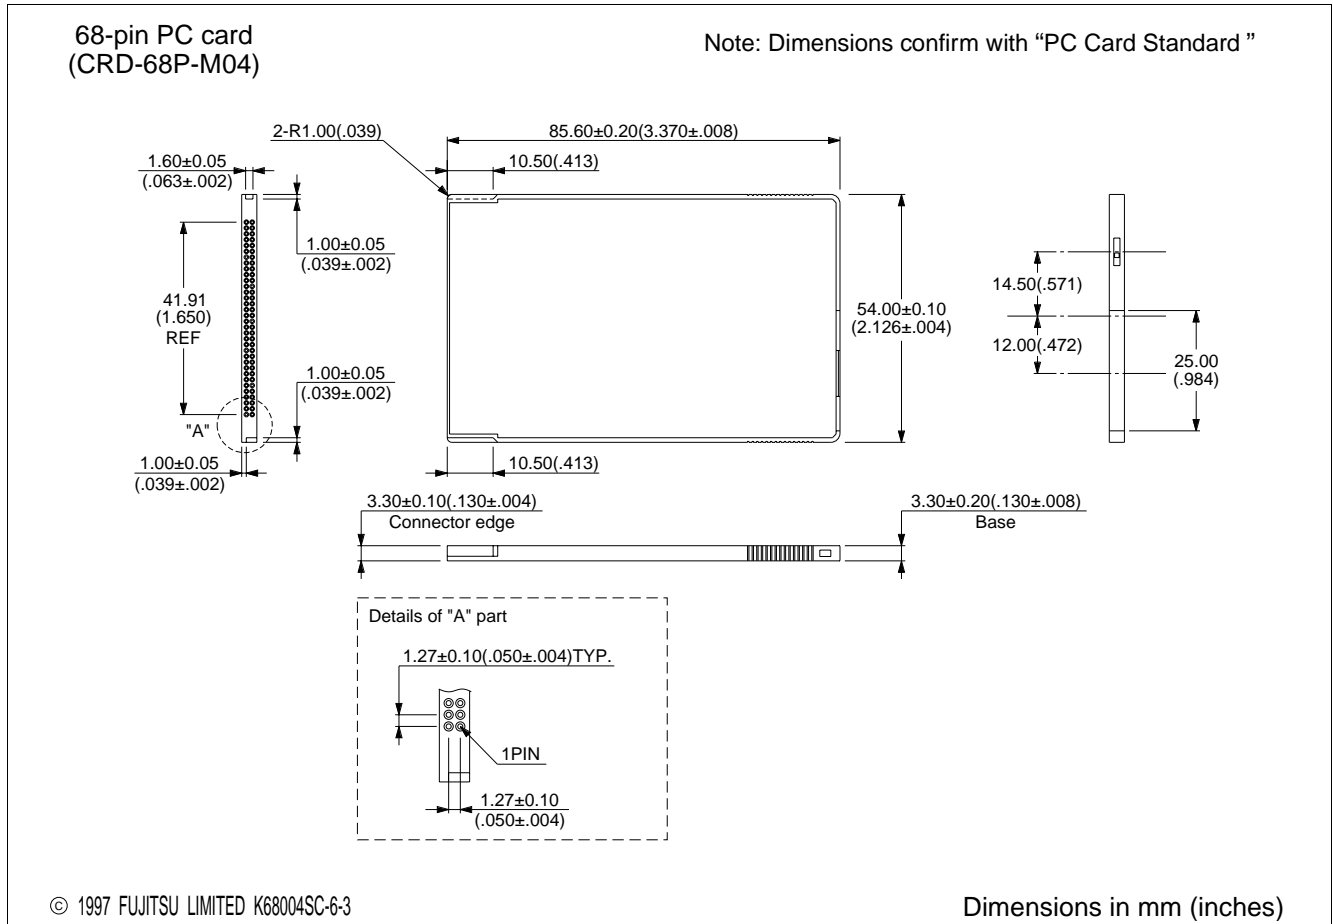 68-pin PC card
(CRD-68P-M04)
Note: Dimensions confirm with “PC Card Standard ”
2-R1.00(.039)
85.60±0.20(3.370±.008)
10.50(.413)
1.60±0.05
(.063±.002)
1.00±0.05
(.039±.002)
41.91
(1.650)
REF
1.00±0.05
(.039±.002)
"A"
1.00±0.05
(.039±.002)
54.00±0.10
(2.126±.004)
10.50(.413)
14.50(.571)
12.00(.472)
25.00
(.984)
3.30±0.10(.130±.004)
Connector edge
3.30±0.20(.130±.008)
Base
Details of "A" part
1.27±0.10(.050±.004)TYP.
1PIN
1.27±0.10
(.050±.004)
© 1997 FUJITSU LIMITED K68004SC-6-3
Dimensions in mm (inches)